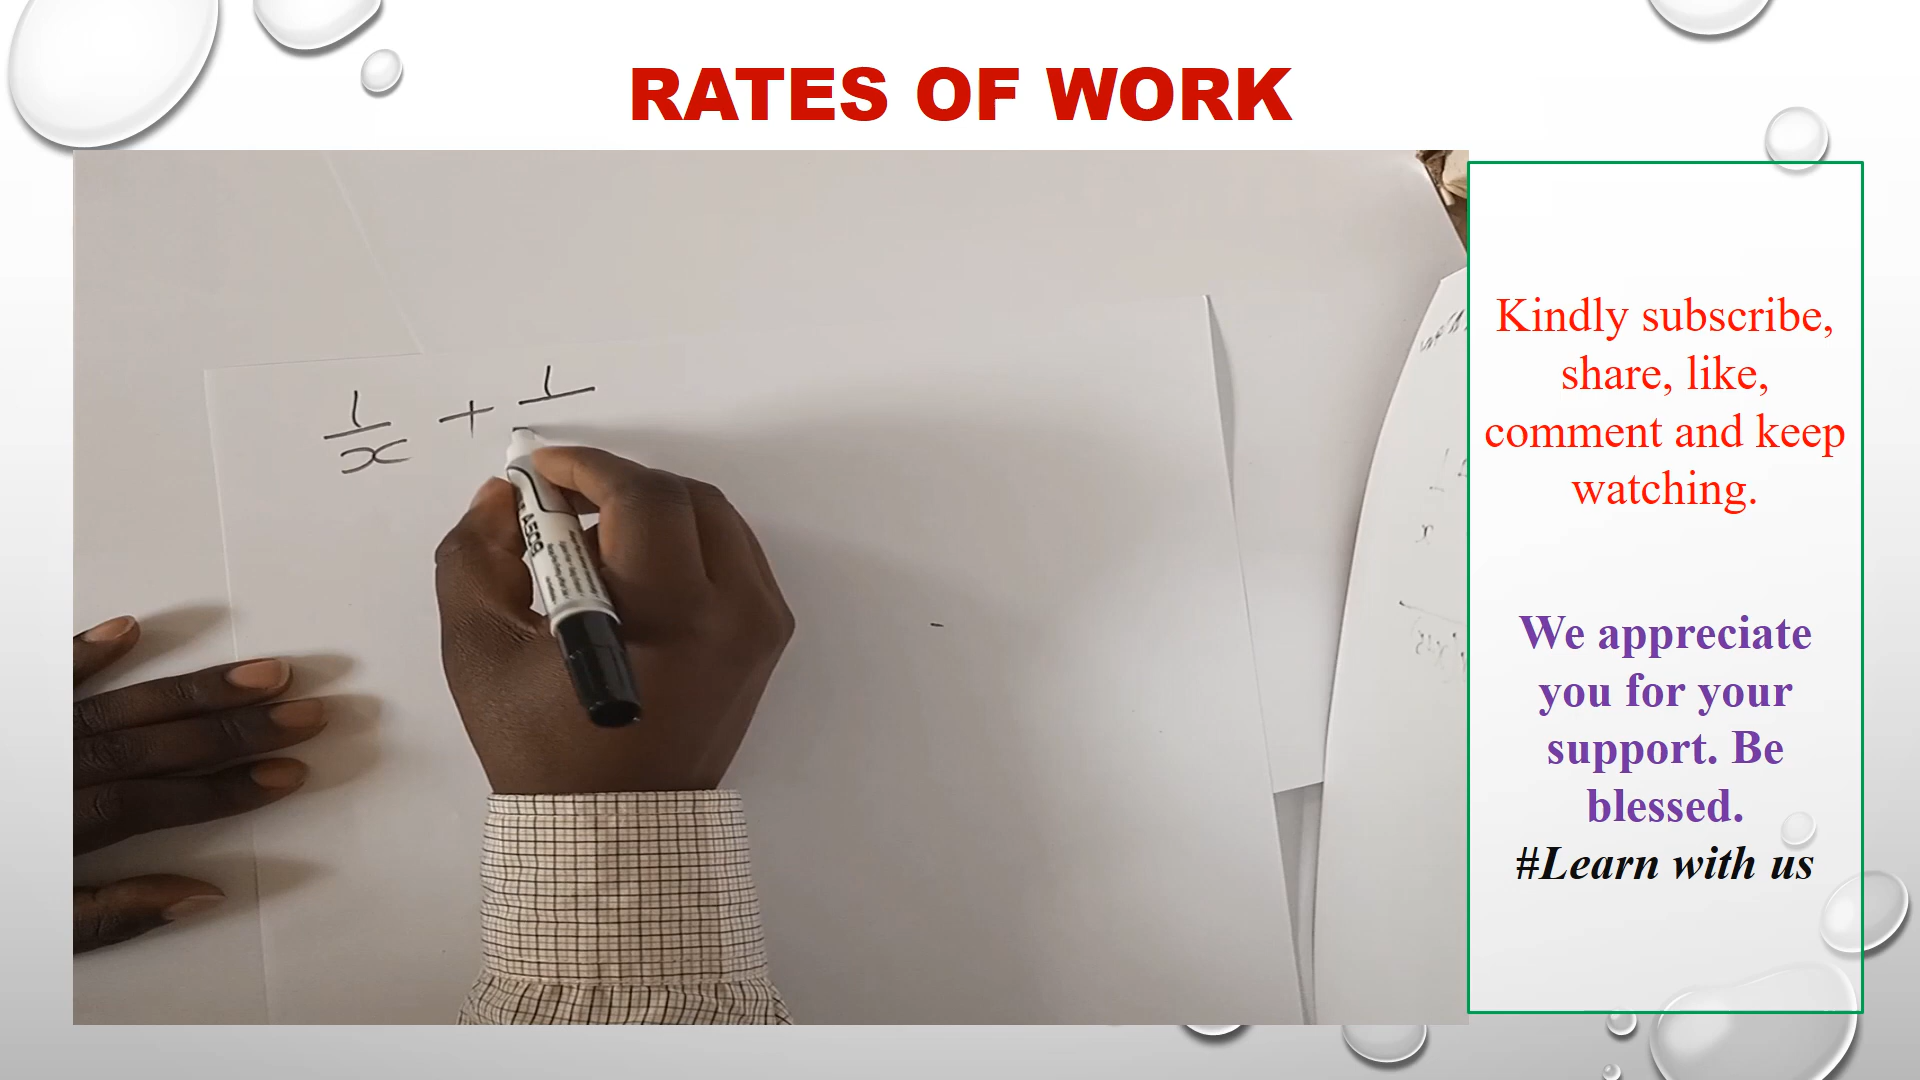 RATES OF WORK
1/x + 1/
A509
x
Kindly subscribe,
share, like,
comment and keep
watching.
We appreciate
you for your
support. Be
blessed.
#Learn with us